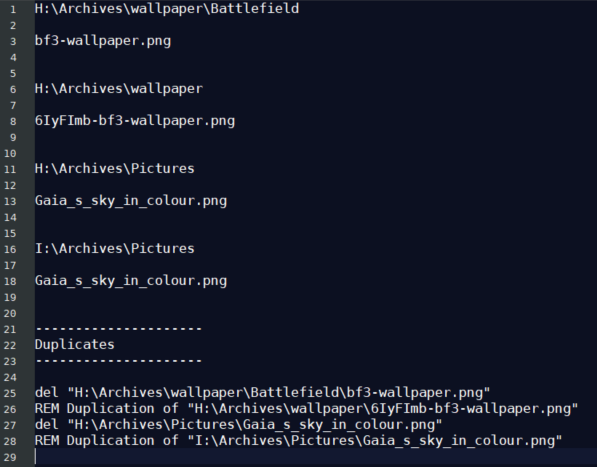 1 H:\Archives\wallpaper\Battlefield
2
3 bf3-wallpaper.png
4
5
6 H:\Archives\wallpaper
7
8 6IyFImb-bf3-wallpaper.png
9
10
11 H:\Archives\Pictures
12
13 Gaia_s_sky_in_colour.png
14
15
16 I:\Archives\Pictures
17
18 Gaia_s_sky_in_colour.png
19
20
21 ---------------------
22 Duplicates
23 ---------------------
24
25 del "H:\Archives\wallpaper\Battlefield\bf3-wallpaper.png"
26 REM Duplication of "H:\Archives\wallpaper\6IyFImb-bf3-wallpaper.png"
27 del "H:\Archives\Pictures\Gaia_s_sky_in_colour.png"
28 REM Duplication of "I:\Archives\Pictures\Gaia_s_sky_in_colour.png"
29